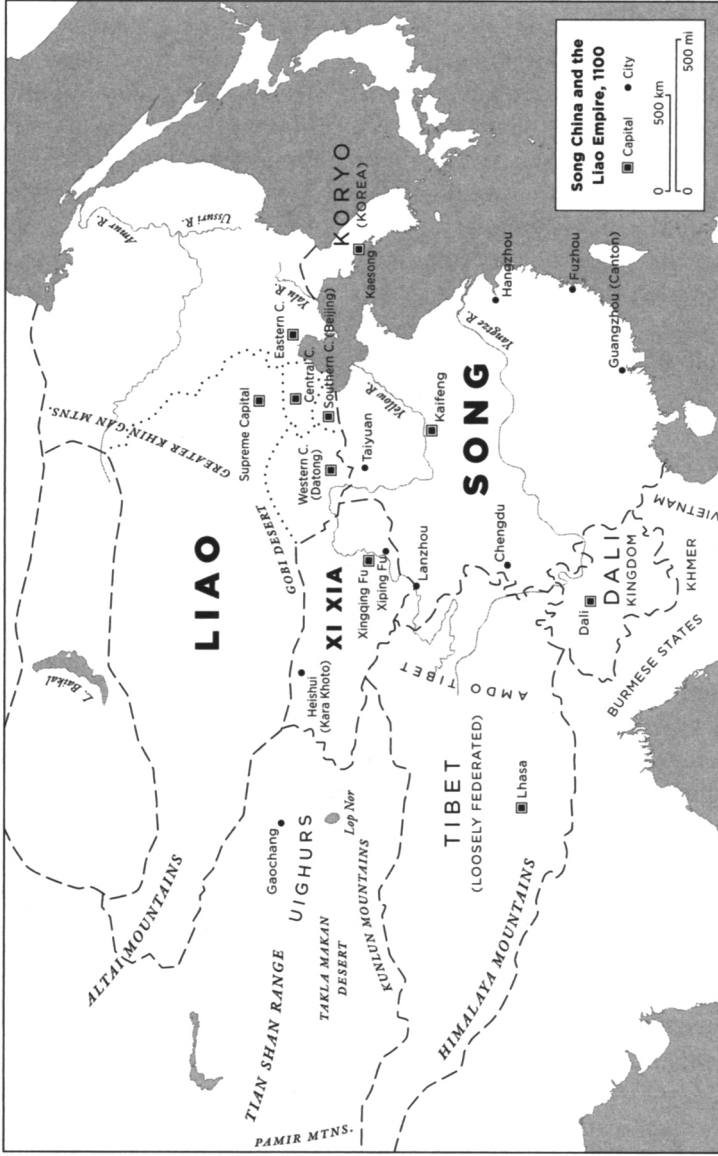 Song China and the
Liao Empire, 1100
Capital
City
0
500 km
0
500 mi
L. Baikal
Amur R.
Ussuri R.
GREATER KHIN-GAN MTNS.
LIAO
ALTAI MOUNTAINS
Supreme Capital
Eastern C.
Central C.
Southern C. (Beijing)
Western C.
(Datong)
Yalu R.
KORYO
(KOREA)
Kaesong
GOBI DESERT
Gaochang
UIGHURS
Heishui
(Kara Khoto)
XI XIA
Xingqing Fu
Xiping Fu
Taiyuan
Lop Nor
TIAN SHAN RANGE
TAKLA MAKAN
DESERT
KUNLUN MOUNTAINS
PAMIR MTNS.
Lanzhou
Yellow R.
Kaifeng
SONG
Yangtze R.
Hangzhou
TIBET
AMDO
TIBET
(LOOSELY FEDERATED)
Lhasa
Chengdu
Fuzhou
HIMALAYA MOUNTAINS
Dali
DALI
KINGDOM
Guangzhou (Canton)
BURMESE STATES
KHMER
VIETNAM